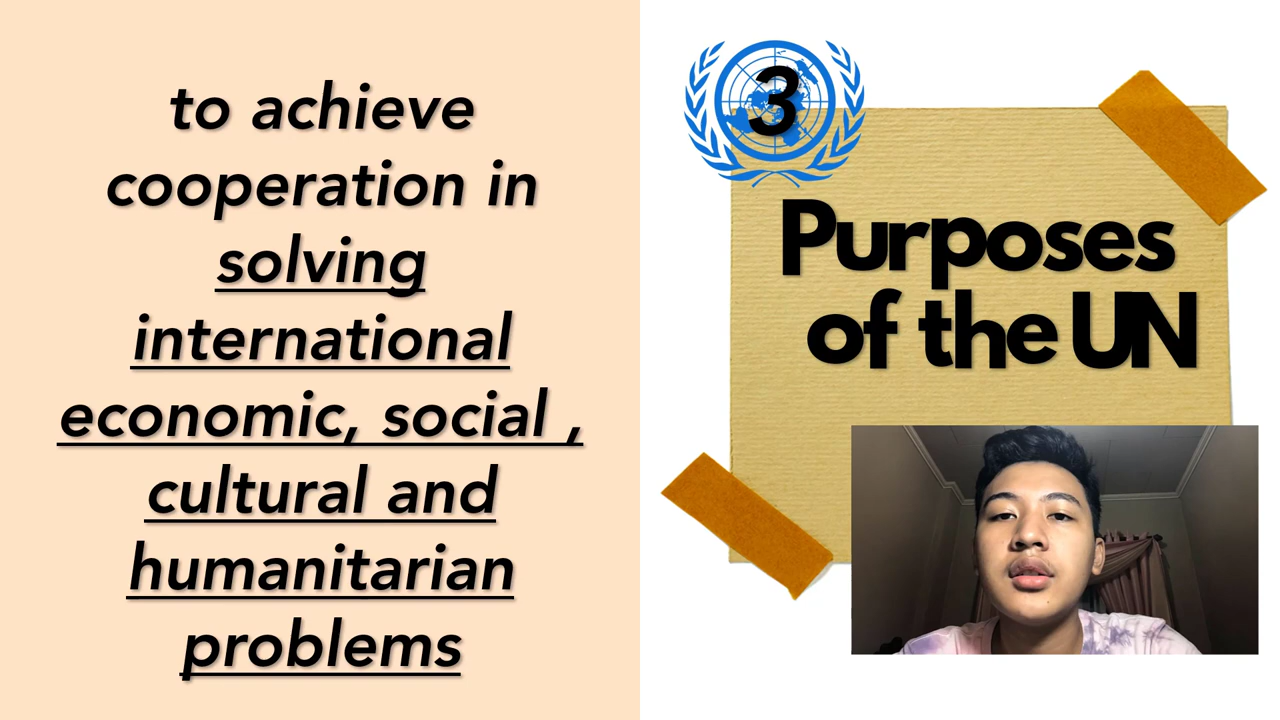 to achieve
cooperation in
solving
international
economic, social ,
cultural and
humanitarian
problems
3
Purposes
of the UN